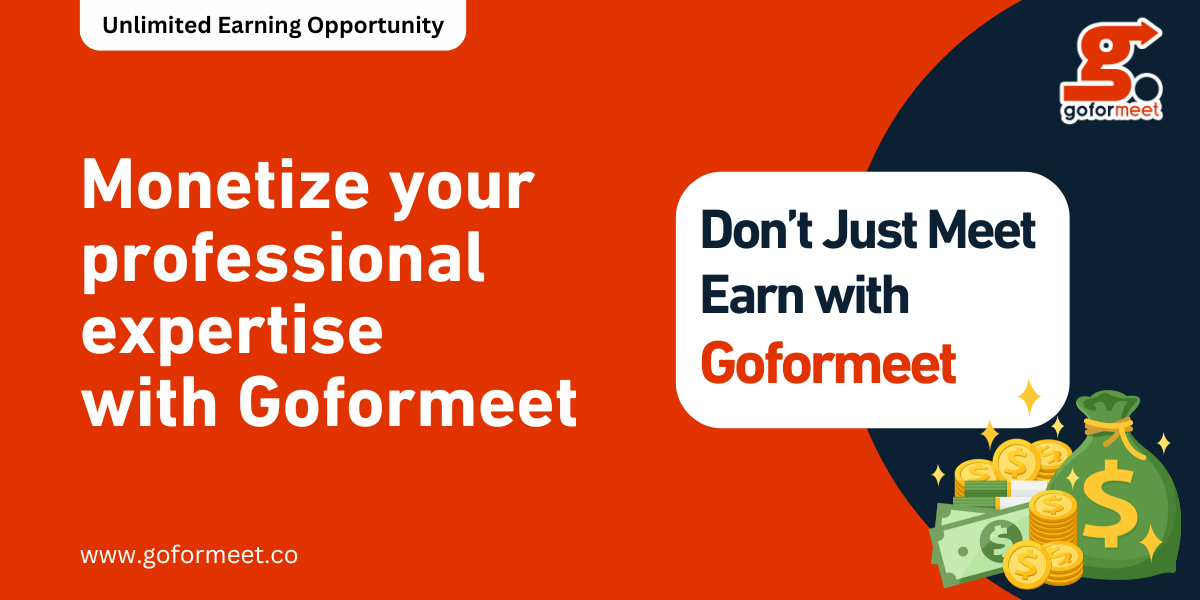 Unlimited Earning Opportunity
goformeet
Monetize your
professional
expertise
with Goformeet
Don’t Just Meet
Earn with
Goformeet
www.goformeet.co